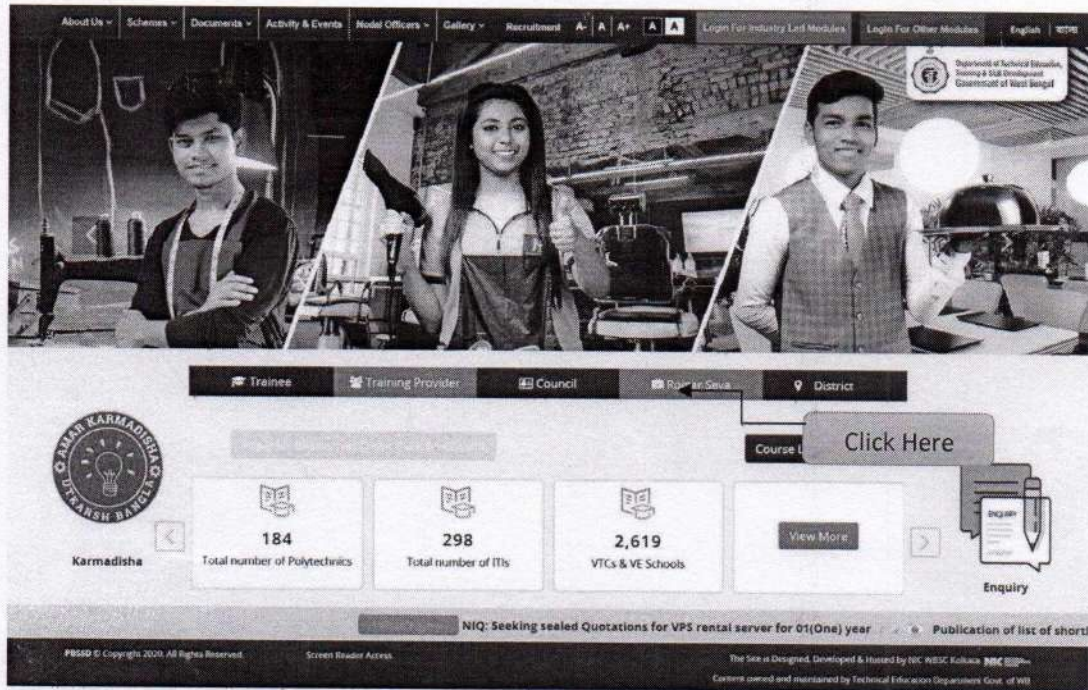 About Us Schemes Documents Activity & Events Nodal Officers Gallery Recruitment A- A A+ A A Login For Industry Led Modules Login For Other Modules English বাংলা
Department of Technical Education,
Training & Skill Development
Government of West Bengal
Trainee Training Provider Council Rojgar Seva District
Click Here
AMAR KARMADISHA
UTKARSH BANGLA
Karmadisha
184
Total number of Polytechnics
298
Total number of ITIs
2,619
VTCs & VE Schools
View More
ENQUIRY
Enquiry
NIQ: Seeking sealed Quotations for VPS rental server for 01(One) year Publication of list of shortl
PBSSD © Copyright 2020, All Rights Reserved. Screen Reader Access
The Site is Designed, Developed & Hosted by NIC WBSC Kolkata NIC
Content owned and maintained by Technical Education Department Govt. of WB